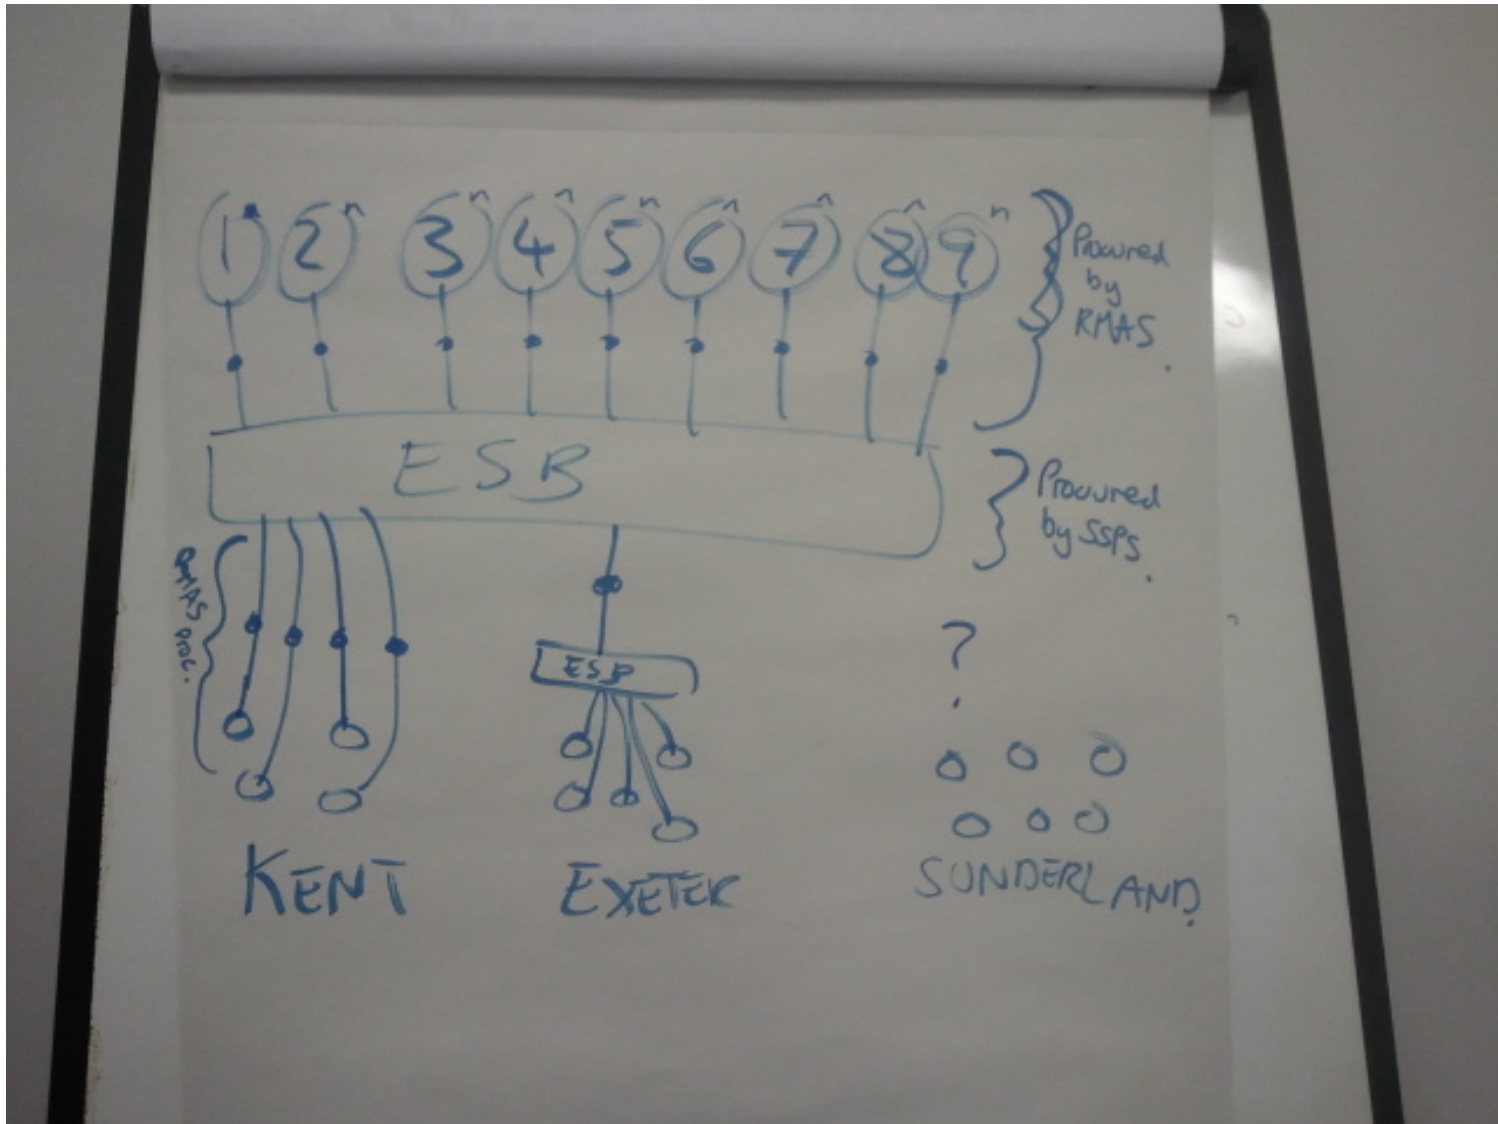 1 2 n 3 n 4 n 5 n 6 n 7 n 8 n 9 n
Procured
by
RMAS.
ESB
Procured
by SSPS.
proc.
ESB
?
KENT
EXETER
SUNDERLAND.